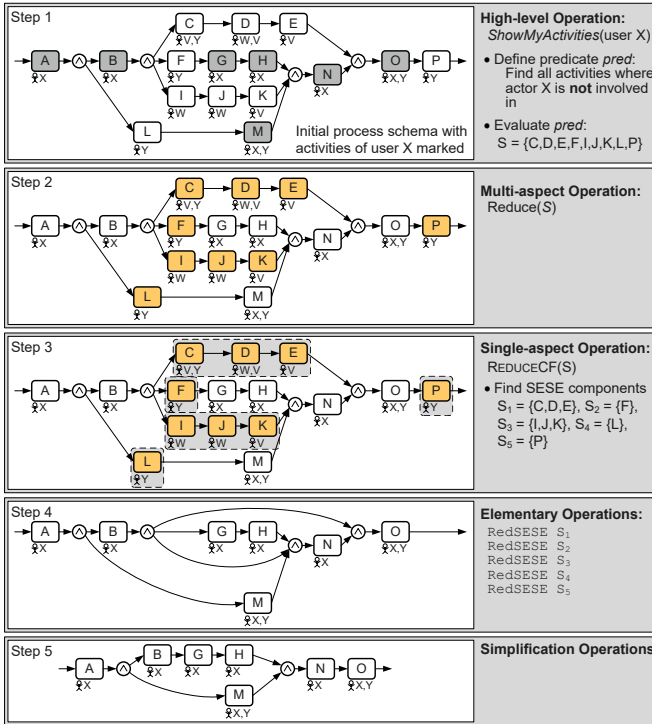 Step 1
A
X
B
X
C
V,Y
D
W,V
E
V
F
Y
G
X
H
X
I
W
J
W
K
V
L
Y
M
X,Y
N
X
O
X,Y
P
Y
Initial process schema with
activities of user X marked
High-level Operation:
ShowMyActivities(user X)
• Define predicate pred:
Find all activities where
actor X is not involved
in
• Evaluate pred:
S = {C,D,E,F,I,J,K,L,P}
Step 2
A
X
B
X
C
V,Y
D
W,V
E
V
F
Y
G
X
H
X
I
W
J
W
K
V
L
Y
M
X,Y
N
X
O
X,Y
P
Y
Multi-aspect Operation:
Reduce(S)
Step 3
A
X
B
X
C
V,Y
D
W,V
E
V
F
Y
G
X
H
X
I
W
J
W
K
V
L
Y
M
X,Y
N
X
O
X,Y
P
Y
Single-aspect Operation:
REDUCECF(S)
• Find SESE components
S1 = {C,D,E}, S2 = {F},
S3 = {I,J,K}, S4 = {L},
S5 = {P}
Step 4
A
X
B
X
G
X
H
X
M
X,Y
N
X
O
X,Y
Elementary Operations:
RedSESE S1
RedSESE S2
RedSESE S3
RedSESE S4
RedSESE S5
Step 5
A
X
B
X
G
X
H
X
M
X,Y
N
X
O
X,Y
Simplification Operations